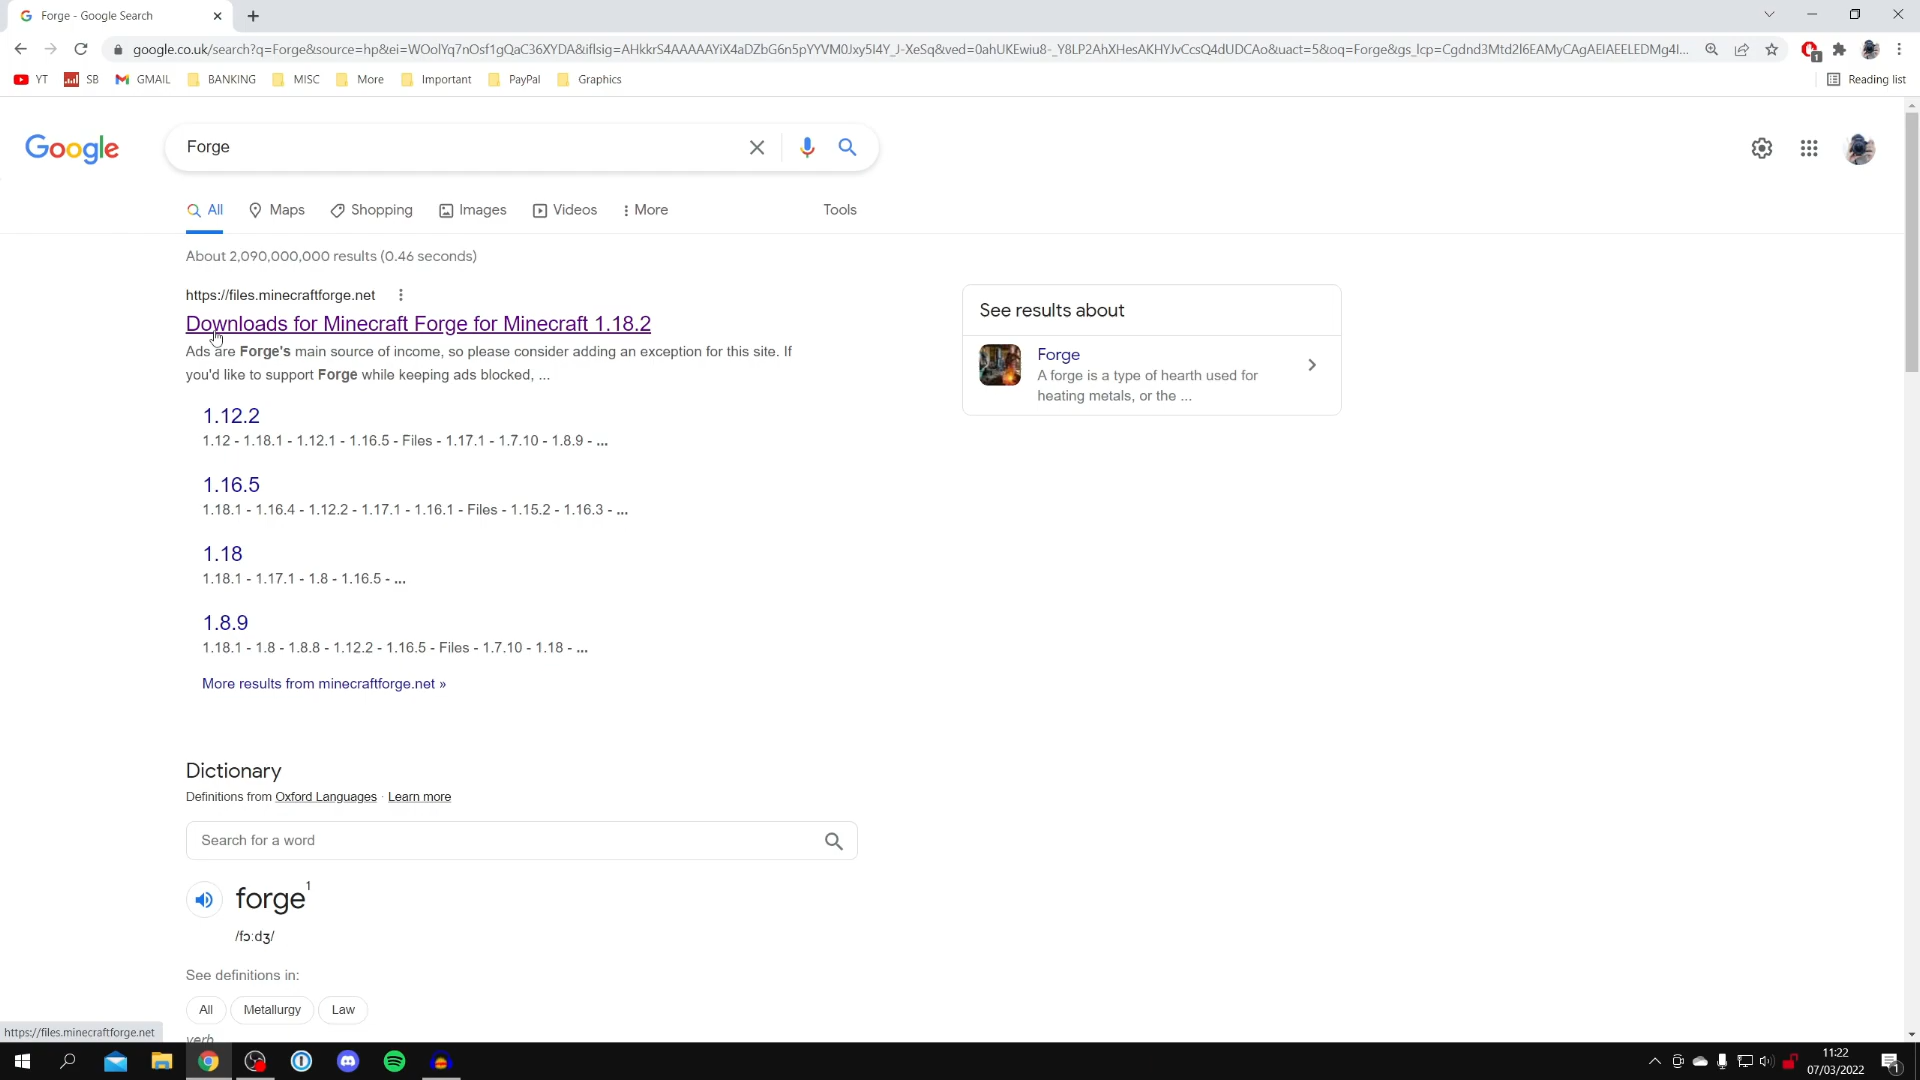 Forge - Google Search
google.co.uk/search?q=Forge&source=hp&ei=WOolYq7nOsf1gQaC36XYDA&iflsig=AHkkrS4AAAAAYiX4aDZbG6n5pYYVM0Jxy5l4Y_J-XeSq&ved=0ahUKEwiu8-_Y8LP2AhXHesAKHYJvCcsQ4dUDCAo&uact=5&oq=Forge&gs_lcp=Cgdnd3Mtd2l6EAMyCAgAEIAEELEDMg4I...
YT SB GMAIL BANKING MISC More Important PayPal Graphics Reading list
Google
Forge
All Maps Shopping Images Videos More Tools
About 2,090,000,000 results (0.46 seconds)
https://files.minecraftforge.net
Downloads for Minecraft Forge for Minecraft 1.18.2
Ads are Forge's main source of income, so please consider adding an exception for this site. If
you'd like to support Forge while keeping ads blocked, ...
1.12.2
1.12 - 1.18.1 - 1.12.1 - 1.16.5 - Files - 1.17.1 - 1.7.10 - 1.8.9 - ...
1.16.5
1.18.1 - 1.16.4 - 1.12.2 - 1.17.1 - 1.16.1 - Files - 1.15.2 - 1.16.3 - ...
1.18
1.18.1 - 1.17.1 - 1.8 - 1.16.5 - ...
1.8.9
1.18.1 - 1.8 - 1.8.8 - 1.12.2 - 1.16.5 - Files - 1.7.10 - 1.18 - ...
More results from minecraftforge.net »
See results about
Forge
A forge is a type of hearth used for
heating metals, or the ...
Dictionary
Definitions from Oxford Languages · Learn more
Search for a word
forge¹
/fɔːdʒ/
See definitions in:
All Metallurgy Law
verb
https://files.minecraftforge.net
11:22
07/03/2022
1